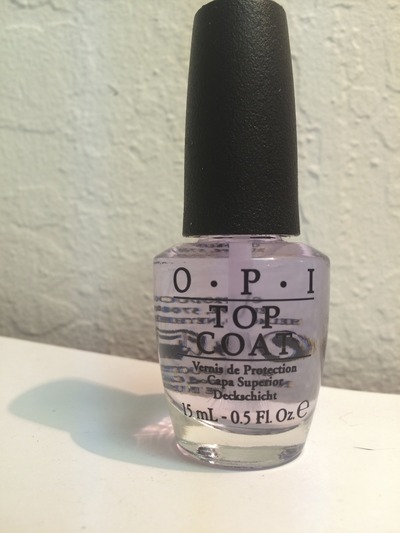 O·P·I
TOP
COAT
Vernis de Protection
Capa Superior
Deckschicht
15 mL - 0.5 Fl. Oz. ℮